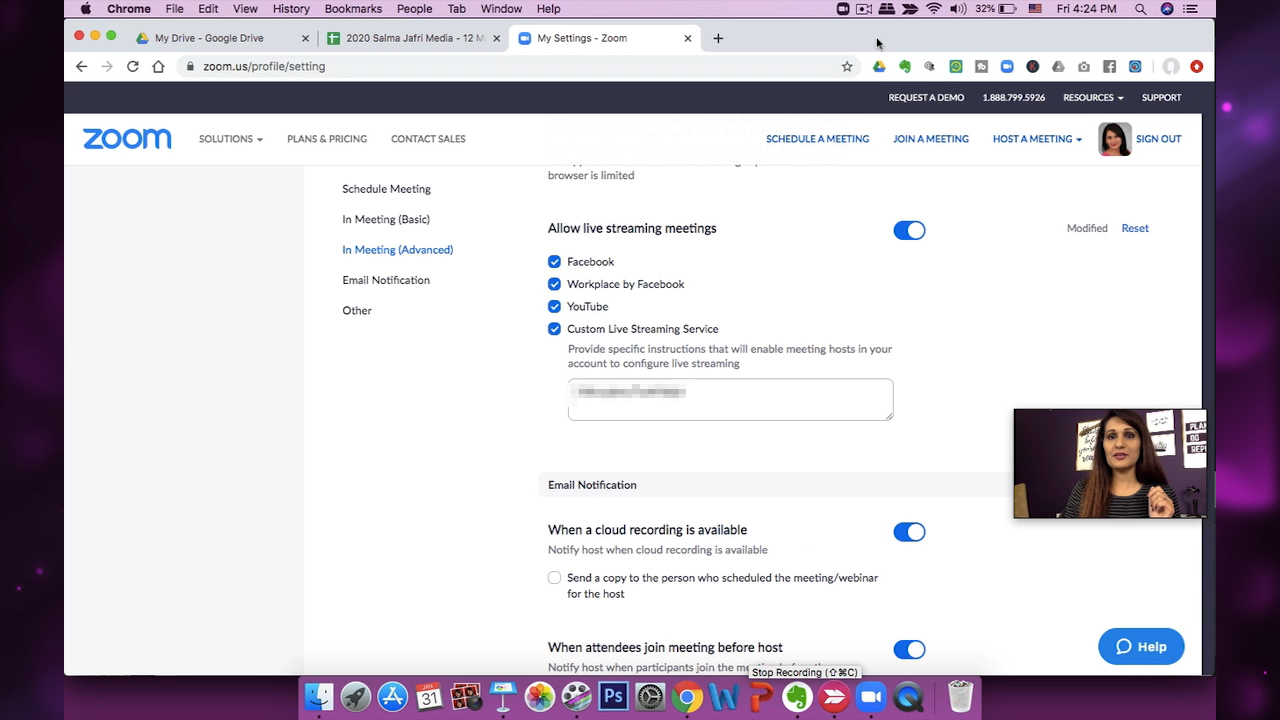 Chrome File Edit View History Bookmarks People Tab Window Help 32% Fri 4:24 PM
My Drive - Google Drive 2020 Salma Jafri Media - 12 M My Settings - Zoom
zoom.us/profile/setting
REQUEST A DEMO 1.888.799.5926 RESOURCES SUPPORT
zoom SOLUTIONS PLANS & PRICING CONTACT SALES SCHEDULE A MEETING JOIN A MEETING HOST A MEETING SIGN OUT
browser is limited
Schedule Meeting
In Meeting (Basic)
In Meeting (Advanced)
Email Notification
Other
Allow live streaming meetings Modified Reset
Facebook
Workplace by Facebook
YouTube
Custom Live Streaming Service
Provide specific instructions that will enable meeting hosts in your
account to configure live streaming
PLAN
DO
Email Notification
When a cloud recording is available
Notify host when cloud recording is available
Send a copy to the person who scheduled the meeting/webinar
for the host
When attendees join meeting before host
Notify host when participants join the
Help
Stop Recording (⇧⌘C)
JAN
31
Ps